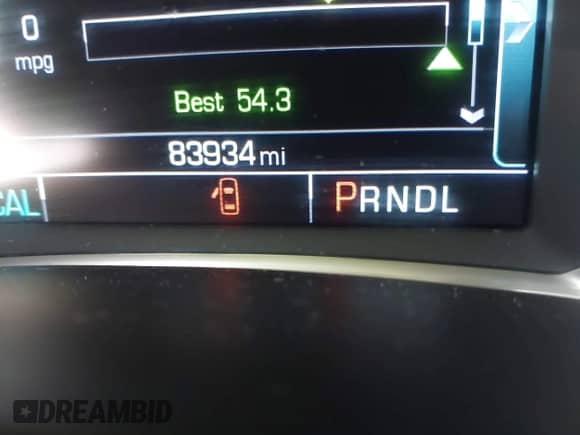 0
mpg
Best 54.3
83934 mi
CAL
PRNDL
DREAMBID